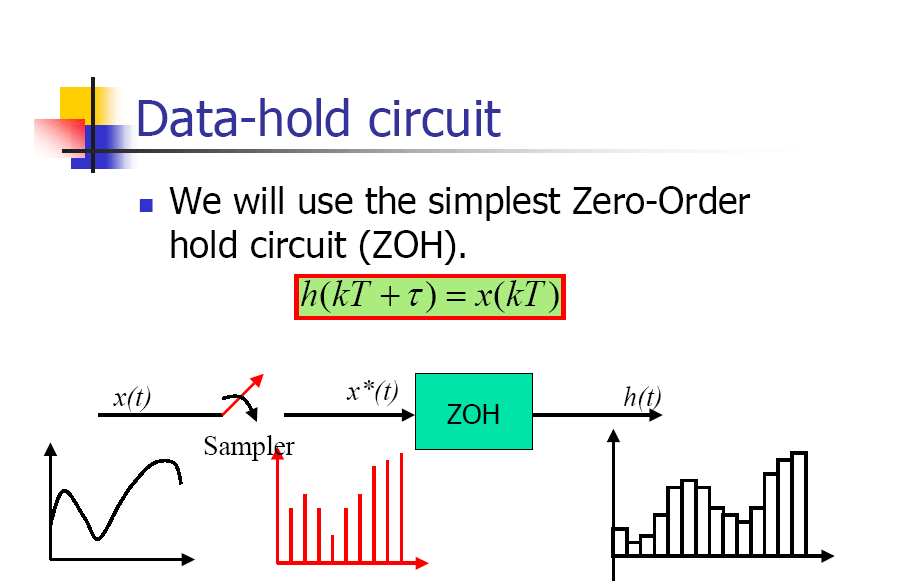 Data-hold circuit
We will use the simplest Zero-Order
hold circuit (ZOH).
h(kT + τ) = x(kT)
x(t)
x*(t)
ZOH
h(t)
Sampler